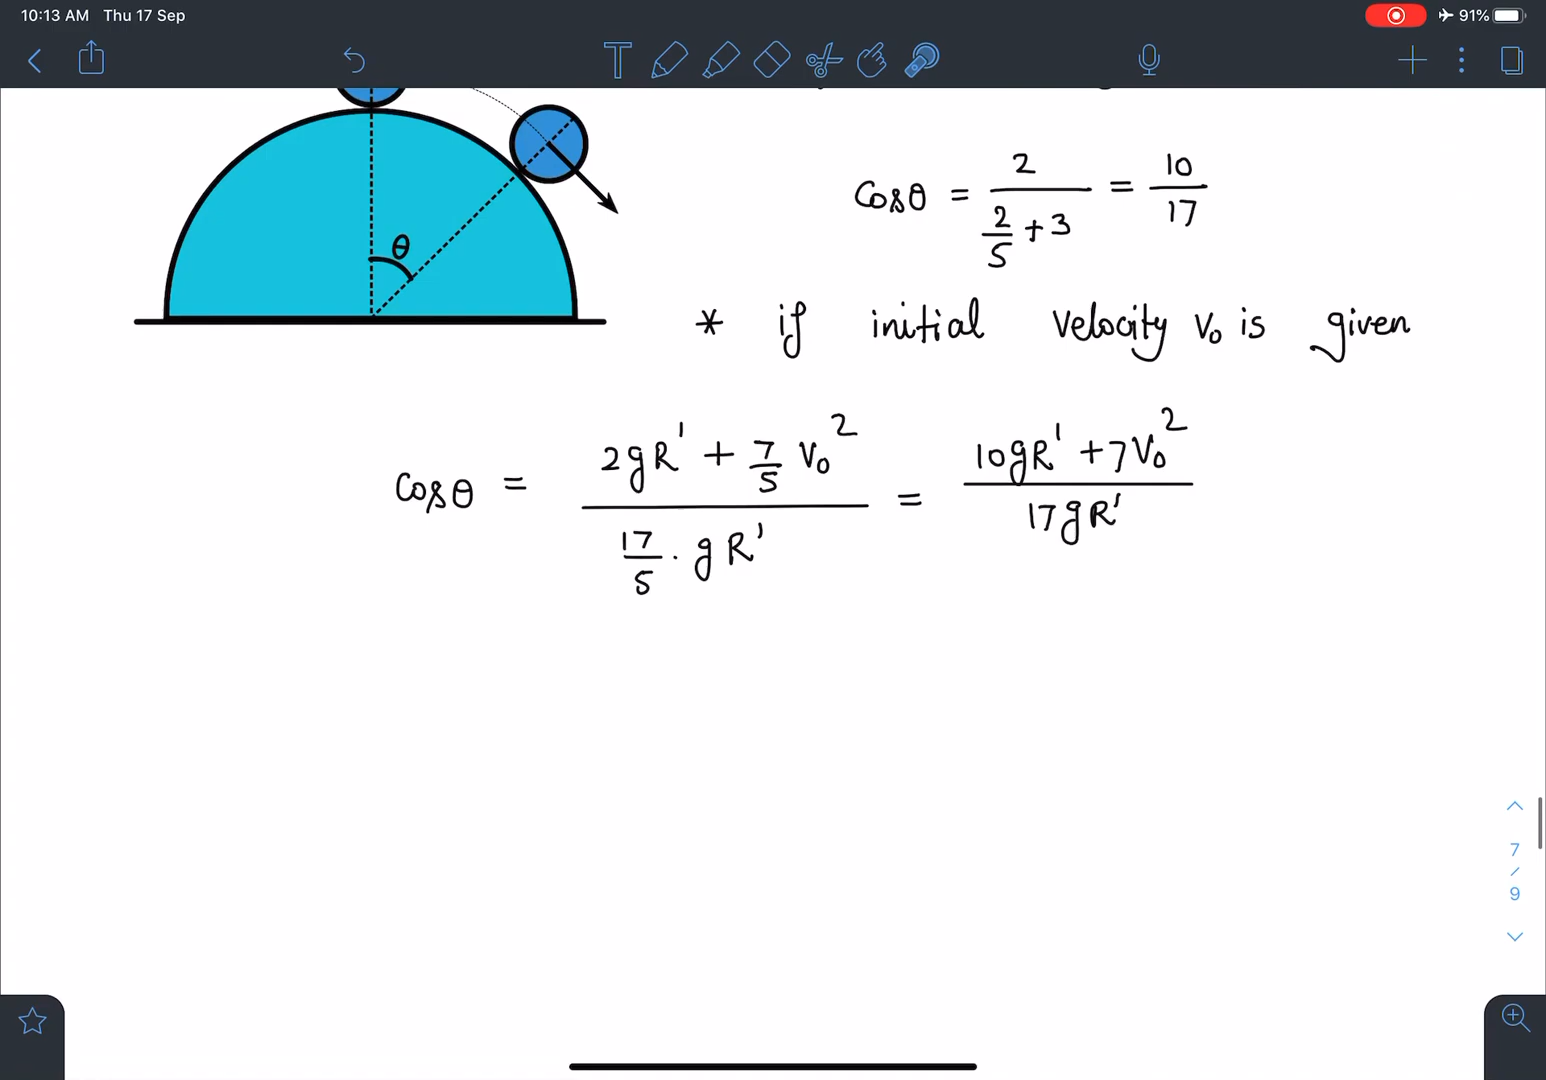 10:13 AM Thu 17 Sep
91%
T
θ
Cosθ = 2 / (2/5 + 3) = 10/17
* if initial velocity v₀ is given
Cosθ = (2gR' + 7/5 v₀²) / (17/5 · gR') = (10gR' + 7v₀²) / (17gR')
7
/
9